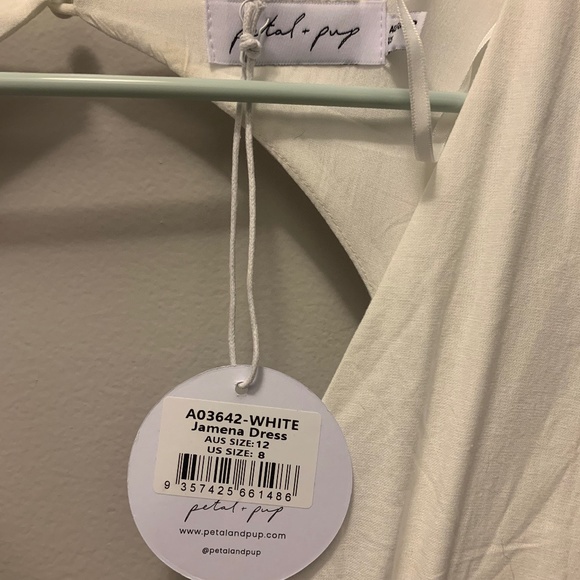 petal + pup
A03642-WHITE
Jamena Dress
AUS SIZE:12
US SIZE: 8
9 357425 661486
petal + pup
www.petalandpup.com
@petalandpup